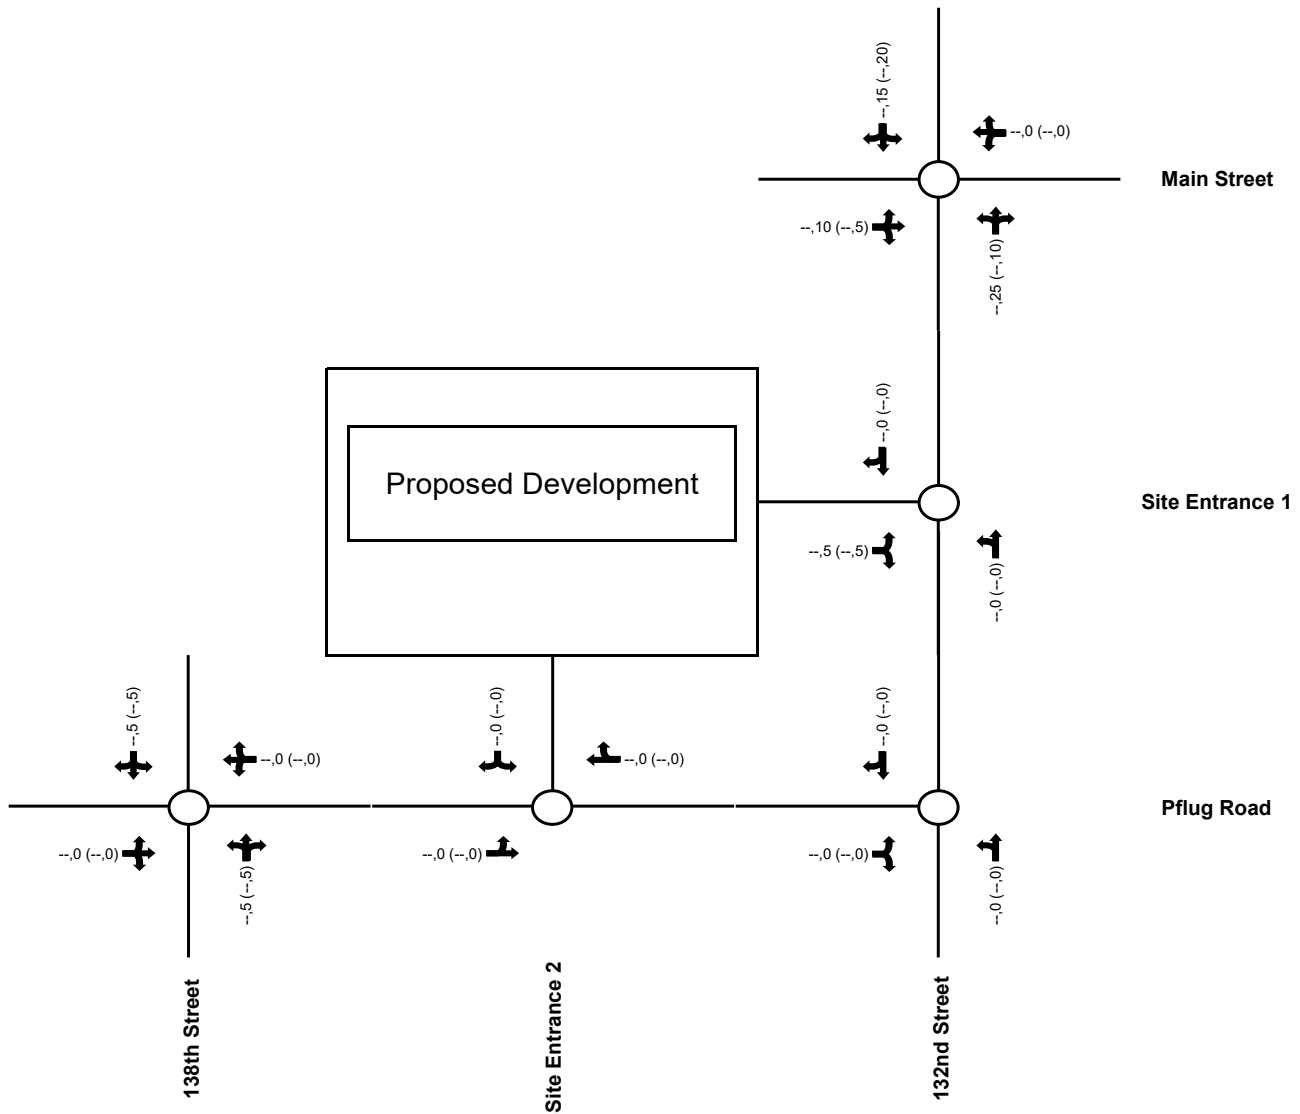 --,15 (--,20)
--,0 (--,0)
Main Street
--,10 (--,5)
--,25 (--,10)
--,0 (--,0)
Proposed Development
Site Entrance 1
--,5 (--,5)
--,0 (--,0)
--,5 (--,5)
--,0 (--,0)
--,0 (--,0)
--,0 (--,0)
--,0 (--,0)
Pflug Road
--,0 (--,0)
--,5 (--,5)
--,0 (--,0)
--,0 (--,0)
--,0 (--,0)
138th Street
Site Entrance 2
132nd Street